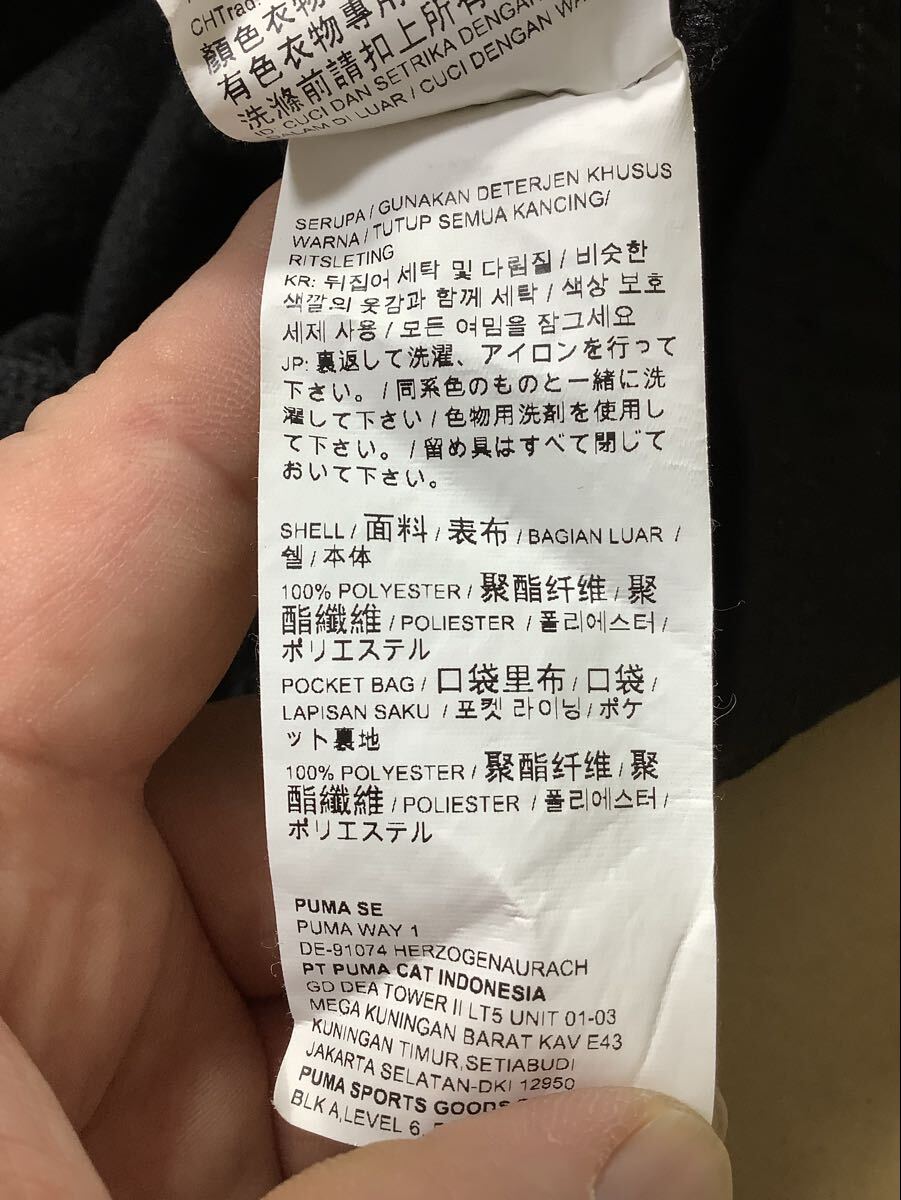 CHTrad:
顏色衣物
有色衣物專用
洗滌前請扣上所有
ID: CUCI DAN SETRIKA DENGAN
DALAM DI LUAR / CUCI DENGAN WA
SERUPA / GUNAKAN DETERJEN KHUSUS
WARNA / TUTUP SEMUA KANCING/
RITSLETING
KR: 뒤집어 세탁 및 다림질 / 비슷한
색깔의 옷감과 함께 세탁 / 색상 보호
세제 사용 / 모든 여밈을 잠그세요
JP: 裏返して洗濯、アイロンを行って
下さい。/ 同系色のものと一緒に洗
濯して下さい / 色物用洗剤を使用し
て下さい。/ 留め具はすべて閉じて
おいて下さい。
SHELL / 面料 / 表布 / BAGIAN LUAR /
쉘 / 本体
100% POLYESTER / 聚酯纤维 / 聚
酯纖維 / POLIESTER / 폴리에스터 /
ポリエステル
POCKET BAG / 口袋里布 / 口袋 /
LAPISAN SAKU / 포켓 라이닝 / ポケ
ット裏地
100% POLYESTER / 聚酯纤维 / 聚
酯纖維 / POLIESTER / 폴리에스터 /
ポリエステル
PUMA SE
PUMA WAY 1
DE-91074 HERZOGENAURACH
PT PUMA CAT INDONESIA
GD DEA TOWER II LT5 UNIT 01-03
MEGA KUNINGAN BARAT KAV E43
KUNINGAN TIMUR,SETIABUDI
JAKARTA SELATAN-DKI 12950
PUMA SPORTS GOODS
BLK A,LEVEL 6,